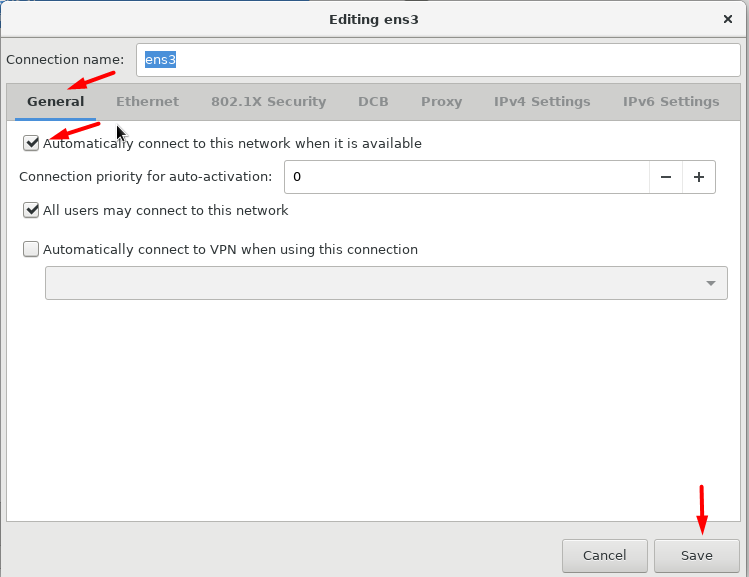 Editing ens3
Connection name: ens3
General Ethernet 802.1X Security DCB Proxy IPv4 Settings IPv6 Settings
Automatically connect to this network when it is available
Connection priority for auto-activation: 0
All users may connect to this network
Automatically connect to VPN when using this connection
Cancel Save